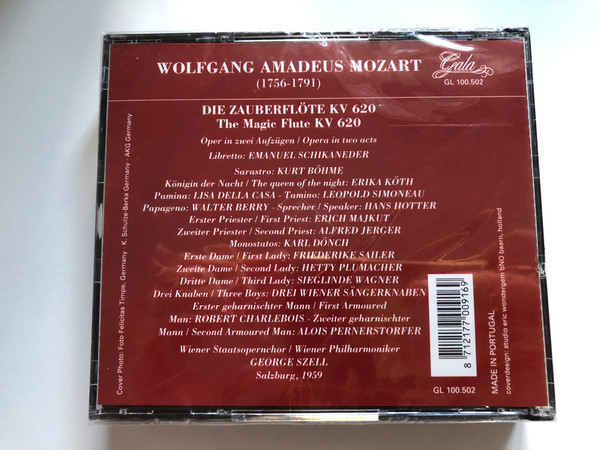 WOLFGANG AMADEUS MOZART
(1756-1791)
Gala
GL 100.502
DIE ZAUBERFLÖTE KV 620
The Magic Flute KV 620
Oper in zwei Aufzügen / Opera in two acts
Libretto: EMANUEL SCHIKANEDER
Sarastro: KURT BÖHME
Königin der Nacht / The queen of the night: ERIKA KÖTH
Pamina: LISA DELLA CASA - Tamino: LEOPOLD SIMONEAU
Papageno: WALTER BERRY - Sprecher / Speaker: HANS HOTTER
Erster Priester / First Priest: ERICH MAJKUT
Zweiter Priester / Second Priest: ALFRED JERGER
Monostatos: KARL DÖNCH
Erste Dame / First Lady: FRIEDERIKE SAILER
Zweite Dame / Second Lady: HETTY PLUMACHER
Dritte Dame / Third Lady: SIEGLINDE WAGNER
Drei Knaben / Three Boys: DREI WIENER SÄNGERKNABEN
Erster geharnischter Mann / First Armoured
Man: ROBERT CHARLEBOIS - Zweiter geharnischter
Mann / Second Armoured Man: ALOIS PERNERSTORFER
Wiener Staatsopernchor / Wiener Philharmoniker
GEORGE SZELL
Salzburg, 1959
Cover Photo: Foto Felicitas Timpe, Germany - K. Schulze-Berka Germany - AKG Germany
8 712177 009169
GL 100.502
MADE IN PORTUGAL
coverdesign: studio eric wondergem bNO baarn, holland